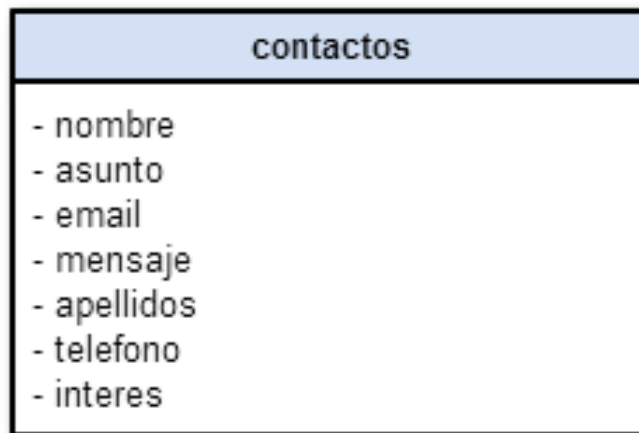 contactos
- nombre
- asunto
- email
- mensaje
- apellidos
- telefono
- interes